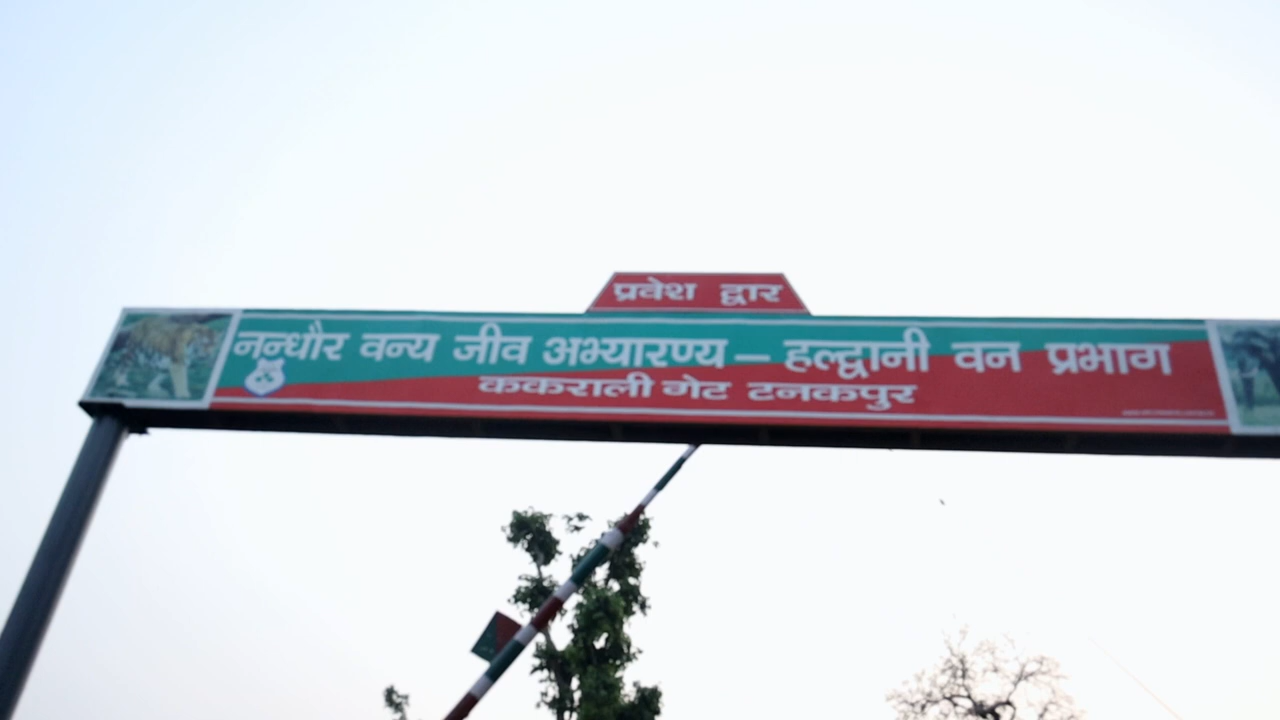 प्रवेश द्वार
नन्धौर वन्य जीव अभ्यारण्य – हल्द्वानी वन प्रभाग
ककराली गेट टनकपुर